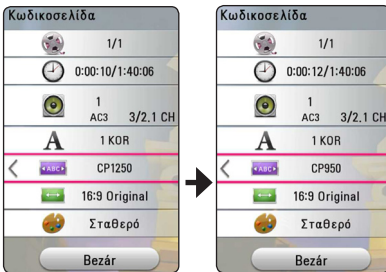 Κωδικοσελίδα
1/1
0:00:10/1:40:06
1
AC3 3/2.1 CH
A 1 KOR
ABC CP1250
16:9 Original
Σταθερό
Bezár
Κωδικοσελίδα
1/1
0:00:12/1:40:06
1
AC3 3/2.1 CH
A 1 KOR
ABC CP950
16:9 Original
Σταθερό
Bezár